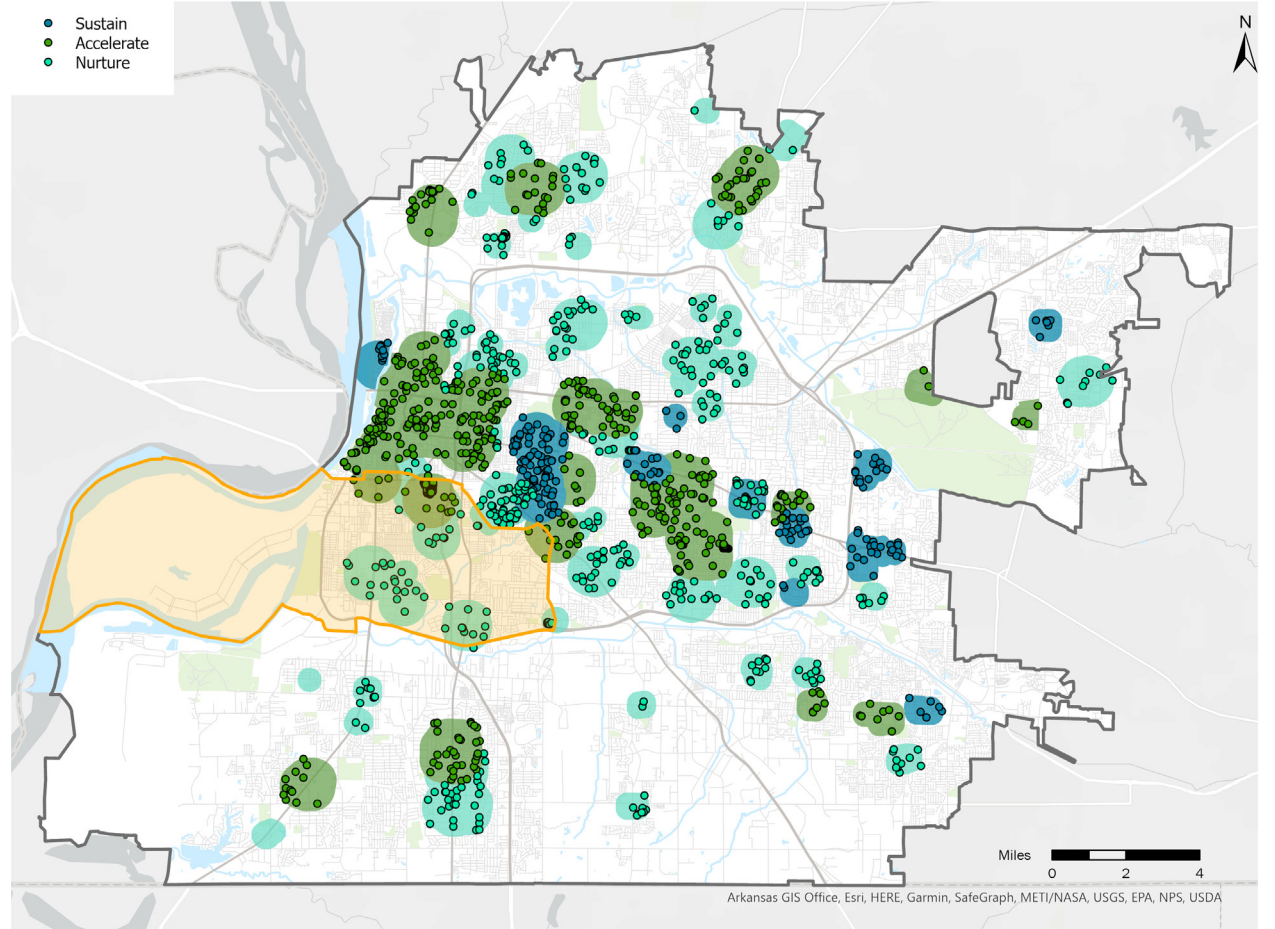 Sustain
Accelerate
Nurture
N
Miles
0 2 4
Arkansas GIS Office, Esri, HERE, Garmin, SafeGraph, METI/NASA, USGS, EPA, NPS, USDA